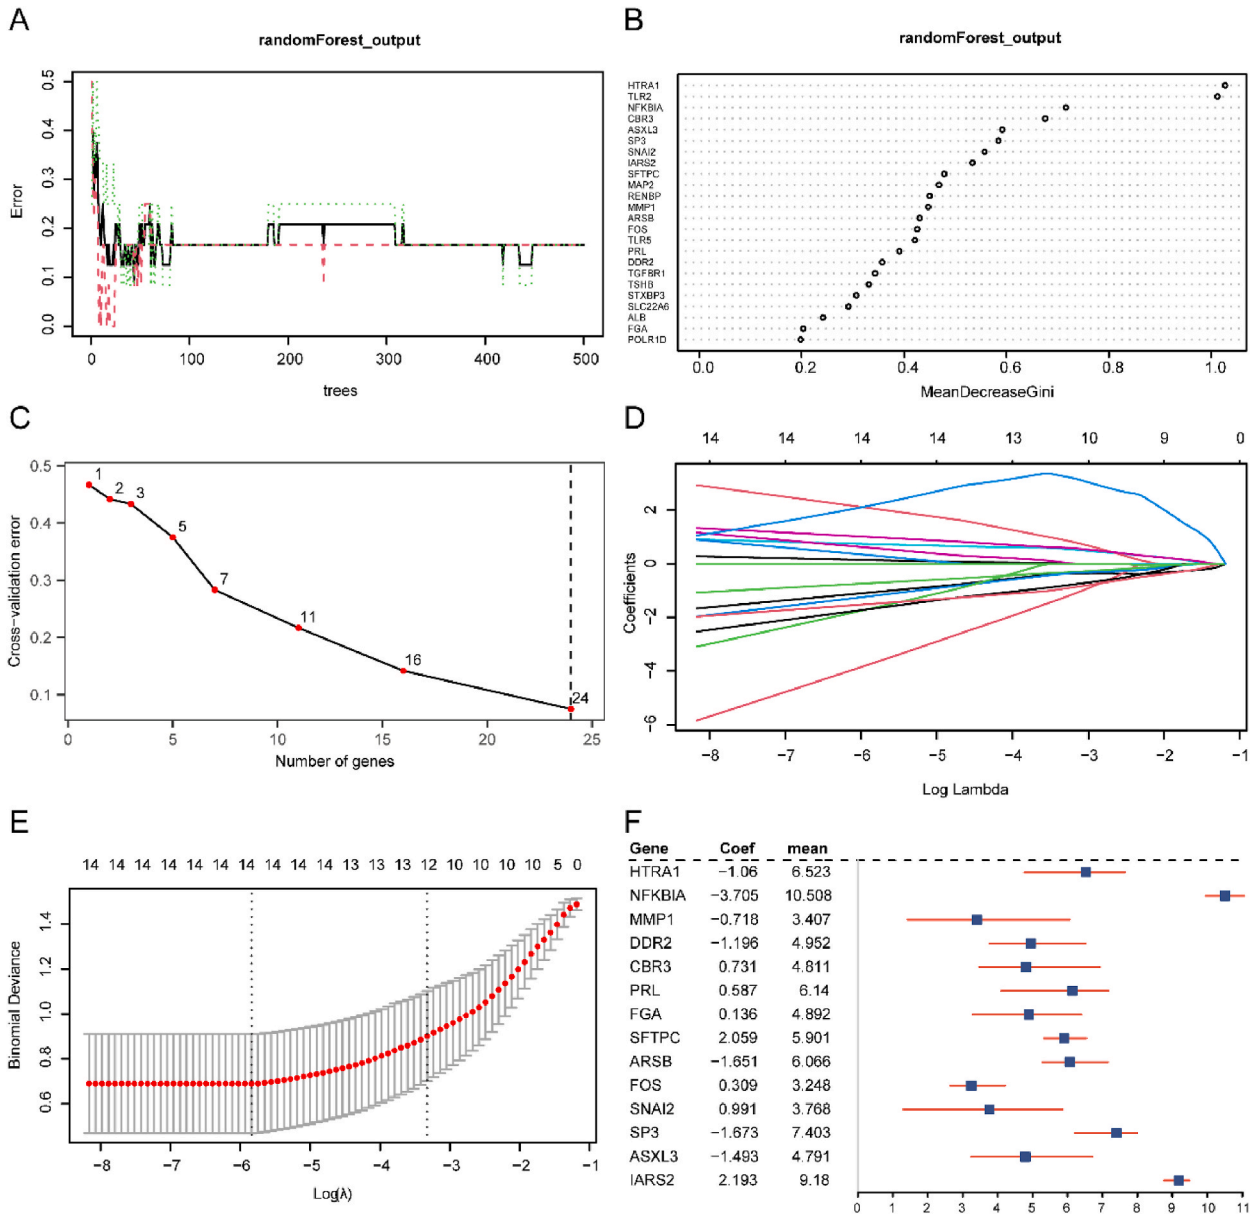 A
randomForest_output
Error
0.0 0.1 0.2 0.3 0.4 0.5
0 100 200 300 400 500
trees
B
randomForest_output
HTRA1
TLR2
NFKBIA
CBR3
ASXL3
SP3
SNAI2
IARS2
SFTPC
MAP2
RENBP
MMP1
ARSB
FOS
TLR5
PRL
DDR2
TGFBR1
TSHB
STXBP3
SLC22A6
ALB
FGA
POLR1D
0.0 0.2 0.4 0.6 0.8 1.0
MeanDecreaseGini
C
Cross-validation error
0.5
0.4
0.3
0.2
0.1
1
2
3
5
7
11
16
24
0 5 10 15 20 25
Number of genes
D
14 14 14 14 13 10 9 0
Coefficients
2
0
−2
−4
−6
−8 −7 −6 −5 −4 −3 −2 −1
Log Lambda
E
14 14 14 14 14 14 14 14 14 14 13 13 13 12 10 10 10 10 5 0
Binomial Deviance
0.6 0.8 1.0 1.2 1.4
−8 −7 −6 −5 −4 −3 −2 −1
Log(λ)
F
Gene Coef mean
HTRA1 −1.06 6.523
NFKBIA −3.705 10.508
MMP1 −0.718 3.407
DDR2 −1.196 4.952
CBR3 0.731 4.811
PRL 0.587 6.14
FGA 0.136 4.892
SFTPC 2.059 5.901
ARSB −1.651 6.066
FOS 0.309 3.248
SNAI2 0.991 3.768
SP3 −1.673 7.403
ASXL3 −1.493 4.791
IARS2 2.193 9.18
0 1 2 3 4 5 6 7 8 9 10 11